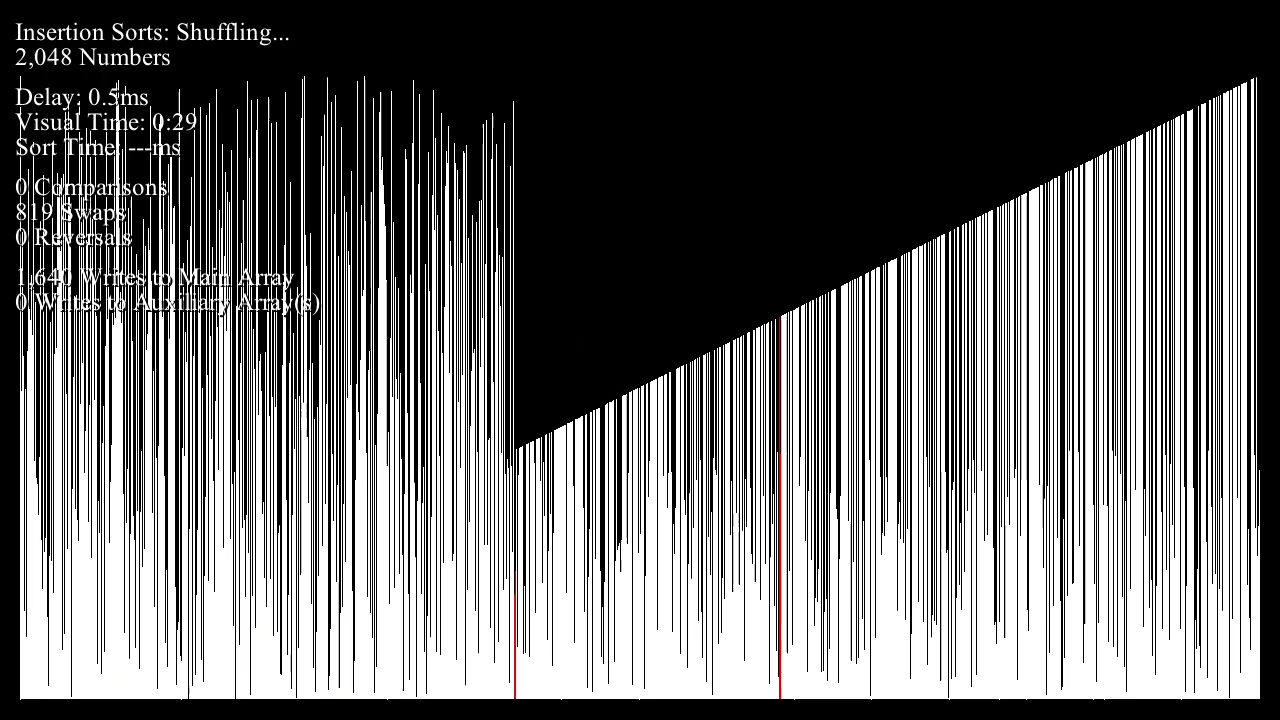 Insertion Sorts: Shuffling...
2,048 Numbers
Delay: 0.5ms
Visual Time: 0:29
Sort Time: ---ms
0 Comparisons
819 Swaps
0 Reversals
1,640 Writes to Main Array
0 Writes to Auxiliary Array(s)